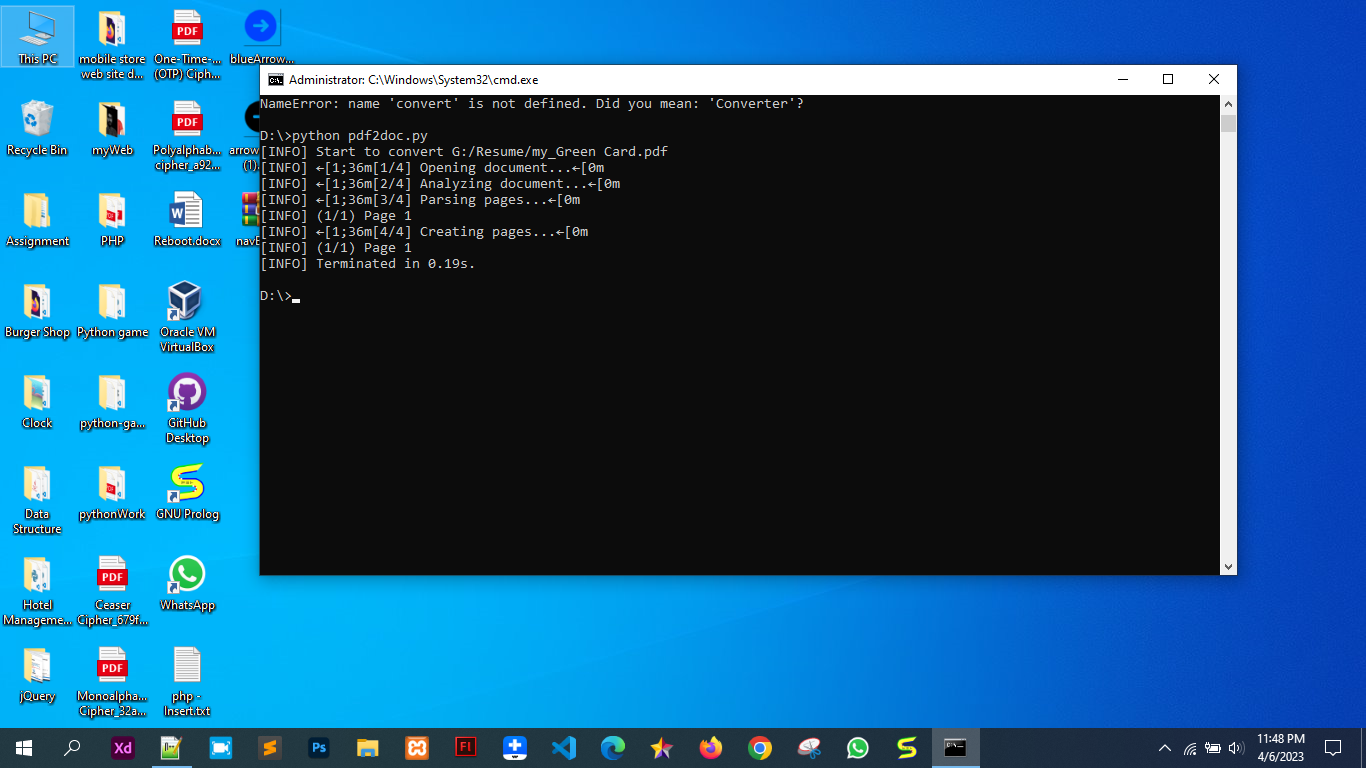 This PC
mobile store
web site d...
One-Time-...
(OTP) Ciph...
blueArrow...
Recycle Bin
myWeb
Polyalphab...
cipher_a92...
arrow
(1).
Assignment
PHP
Reboot.docx
Burger Shop
Python game
Oracle VM
VirtualBox
Clock
python-ga...
GitHub
Desktop
Data
Structure
pythonWork
GNU Prolog
Hotel
Manageme...
Ceaser
Cipher_679f...
WhatsApp
jQuery
Monoalpha...
Cipher_32a...
php -
Insert.txt
PDF
PDF
PDF
PDF
Administrator: C:\Windows\System32\cmd.exe
NameError: name 'convert' is not defined. Did you mean: 'Converter'?
D:\>python pdf2doc.py
[INFO] Start to convert G:/Resume/my_Green Card.pdf
[INFO] ←[1;36m[1/4] Opening document...←[0m
[INFO] ←[1;36m[2/4] Analyzing document...←[0m
[INFO] ←[1;36m[3/4] Parsing pages...←[0m
[INFO] (1/1) Page 1
[INFO] ←[1;36m[4/4] Creating pages...←[0m
[INFO] (1/1) Page 1
[INFO] Terminated in 0.19s.
D:\>
Xd
Ps
Fl
11:48 PM
4/6/2023